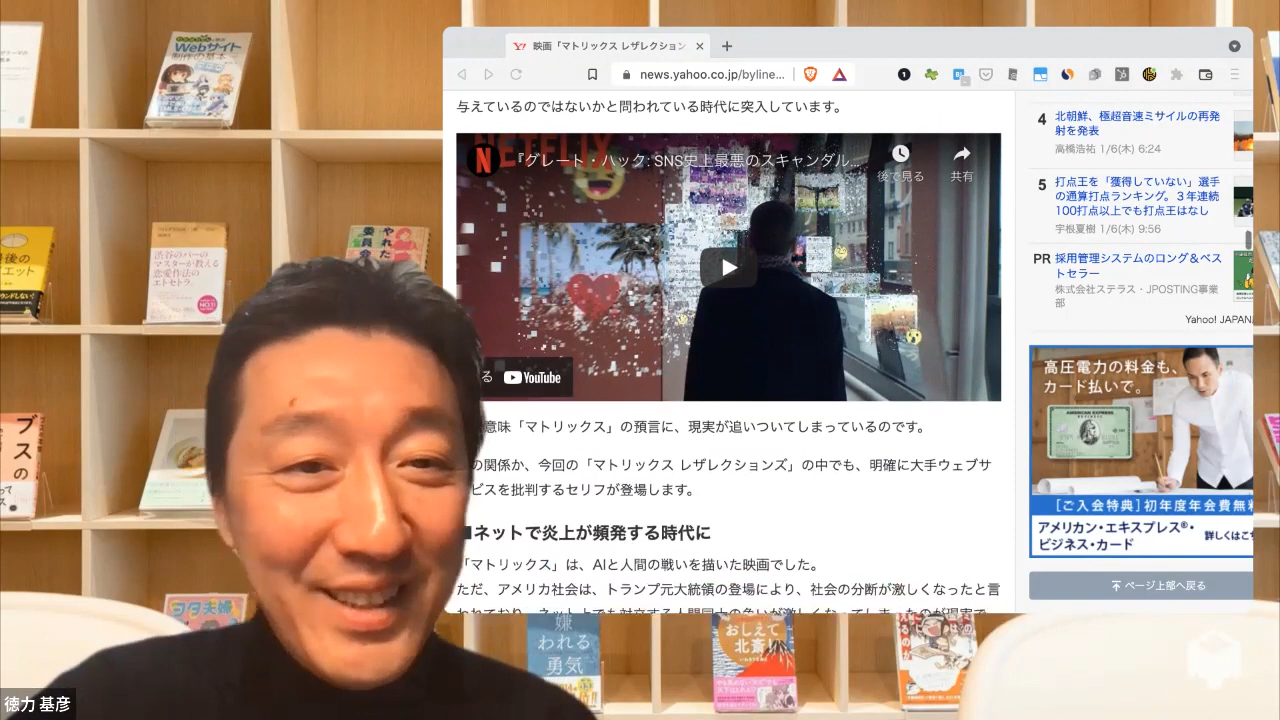 Webサイト
制作の基本
渋谷のバーの
マスターが教える
恋愛作法の
エトセトラ。
やれた
委員会
ブスの
ヨタ夫婦
嫌
われる
勇気
おしえて
北斎!
徳力 基彦
映画「マトリックス レザレクション
news.yahoo.co.jp/byline...
与えているのではないかと問われている時代に突入しています。
NETFLIX
『グレート・ハック: SNS史上最悪のスキャンダル...
後で見る
共有
る
YouTube
意味「マトリックス」の預言に、現実が追いついてしまっているのです。
の関係か、今回の「マトリックス レザレクションズ」の中でも、明確に大手ウェブサ
ビスを批判するセリフが登場します。
■ネットで炎上が頻発する時代に
「マトリックス」は、AIと人間の戦いを描いた映画でした。
ただ、アメリカ社会は、トランプ元大統領の登場により、社会の分断が激しくなったと言
4
北朝鮮、極超音速ミサイルの再発
射を発表
高橋浩祐 1/6(木) 6:24
5
打点王を「獲得していない」選手
の通算打点ランキング。3年連続
100打点以上でも打点王はなし
宇根夏樹 1/6(木) 9:56
PR
採用管理システムのロング&ベス
トセラー
株式会社ステラス・JPOSTING事業
部
Yahoo! JAPAN
高圧電力の料金も、
カード払いで。
AMERICAN EXPRESS
[ご入会特典]初年度年会費無料
アメリカン・エキスプレス®・
ビジネス・カード
詳しくはこち
ページ上部へ戻る